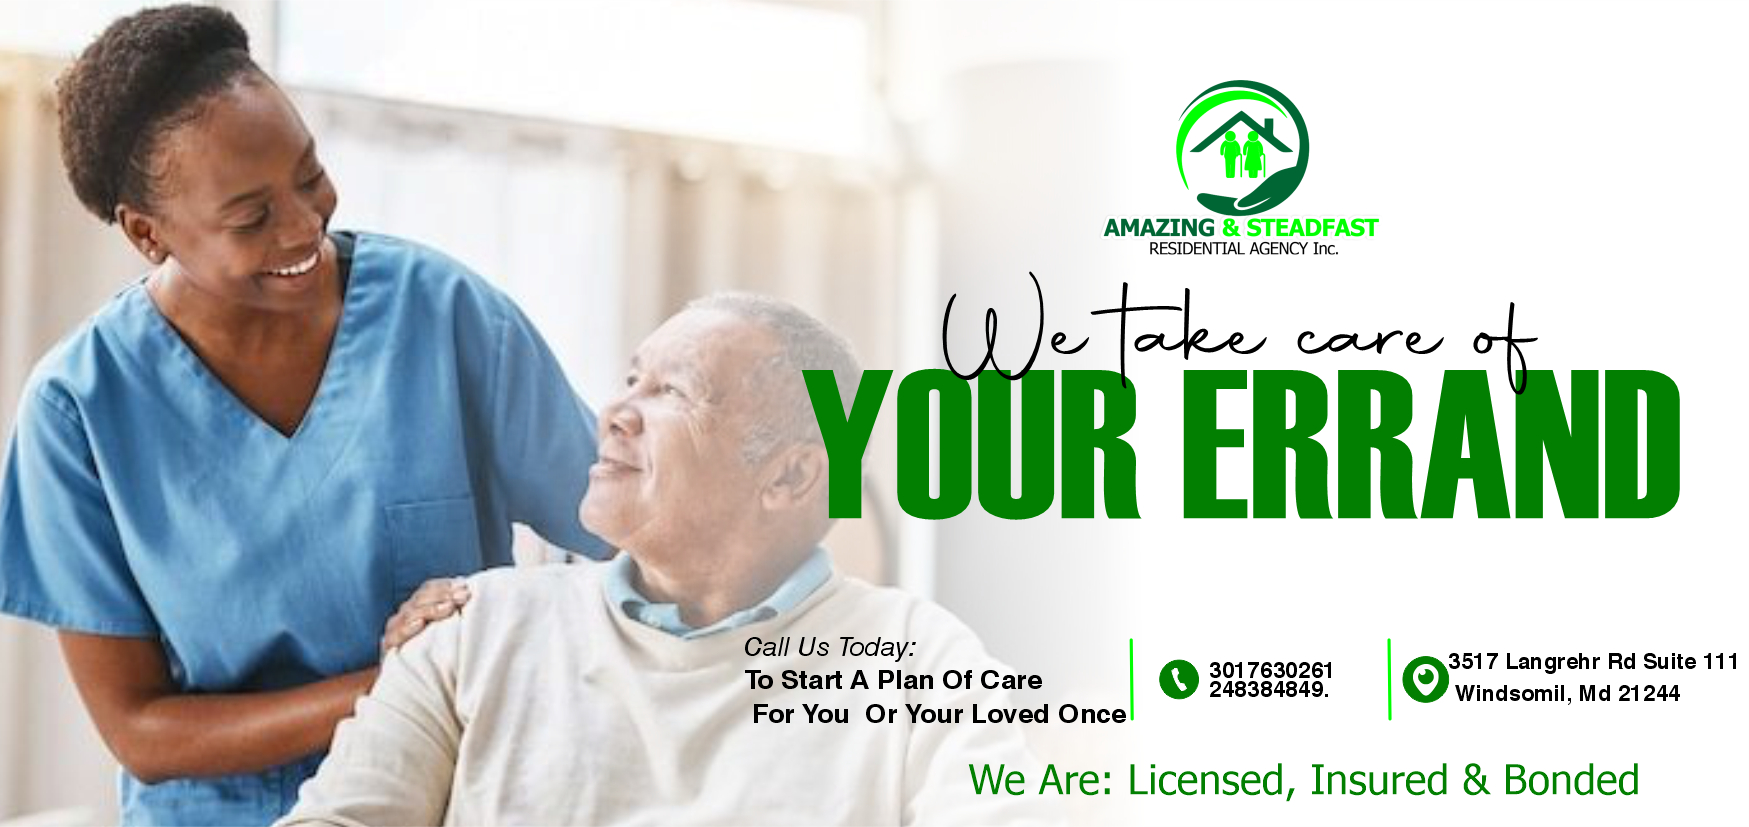 AMAZING & STEADFAST
RESIDENTIAL AGENCY Inc.
We take care of
YOUR ERRAND
Call Us Today:
To Start A Plan Of Care
For You Or Your Loved Once
3017630261
248384849.
3517 Langrehr Rd Suite 111
Windsomil, Md 21244
We Are: Licensed, Insured & Bonded